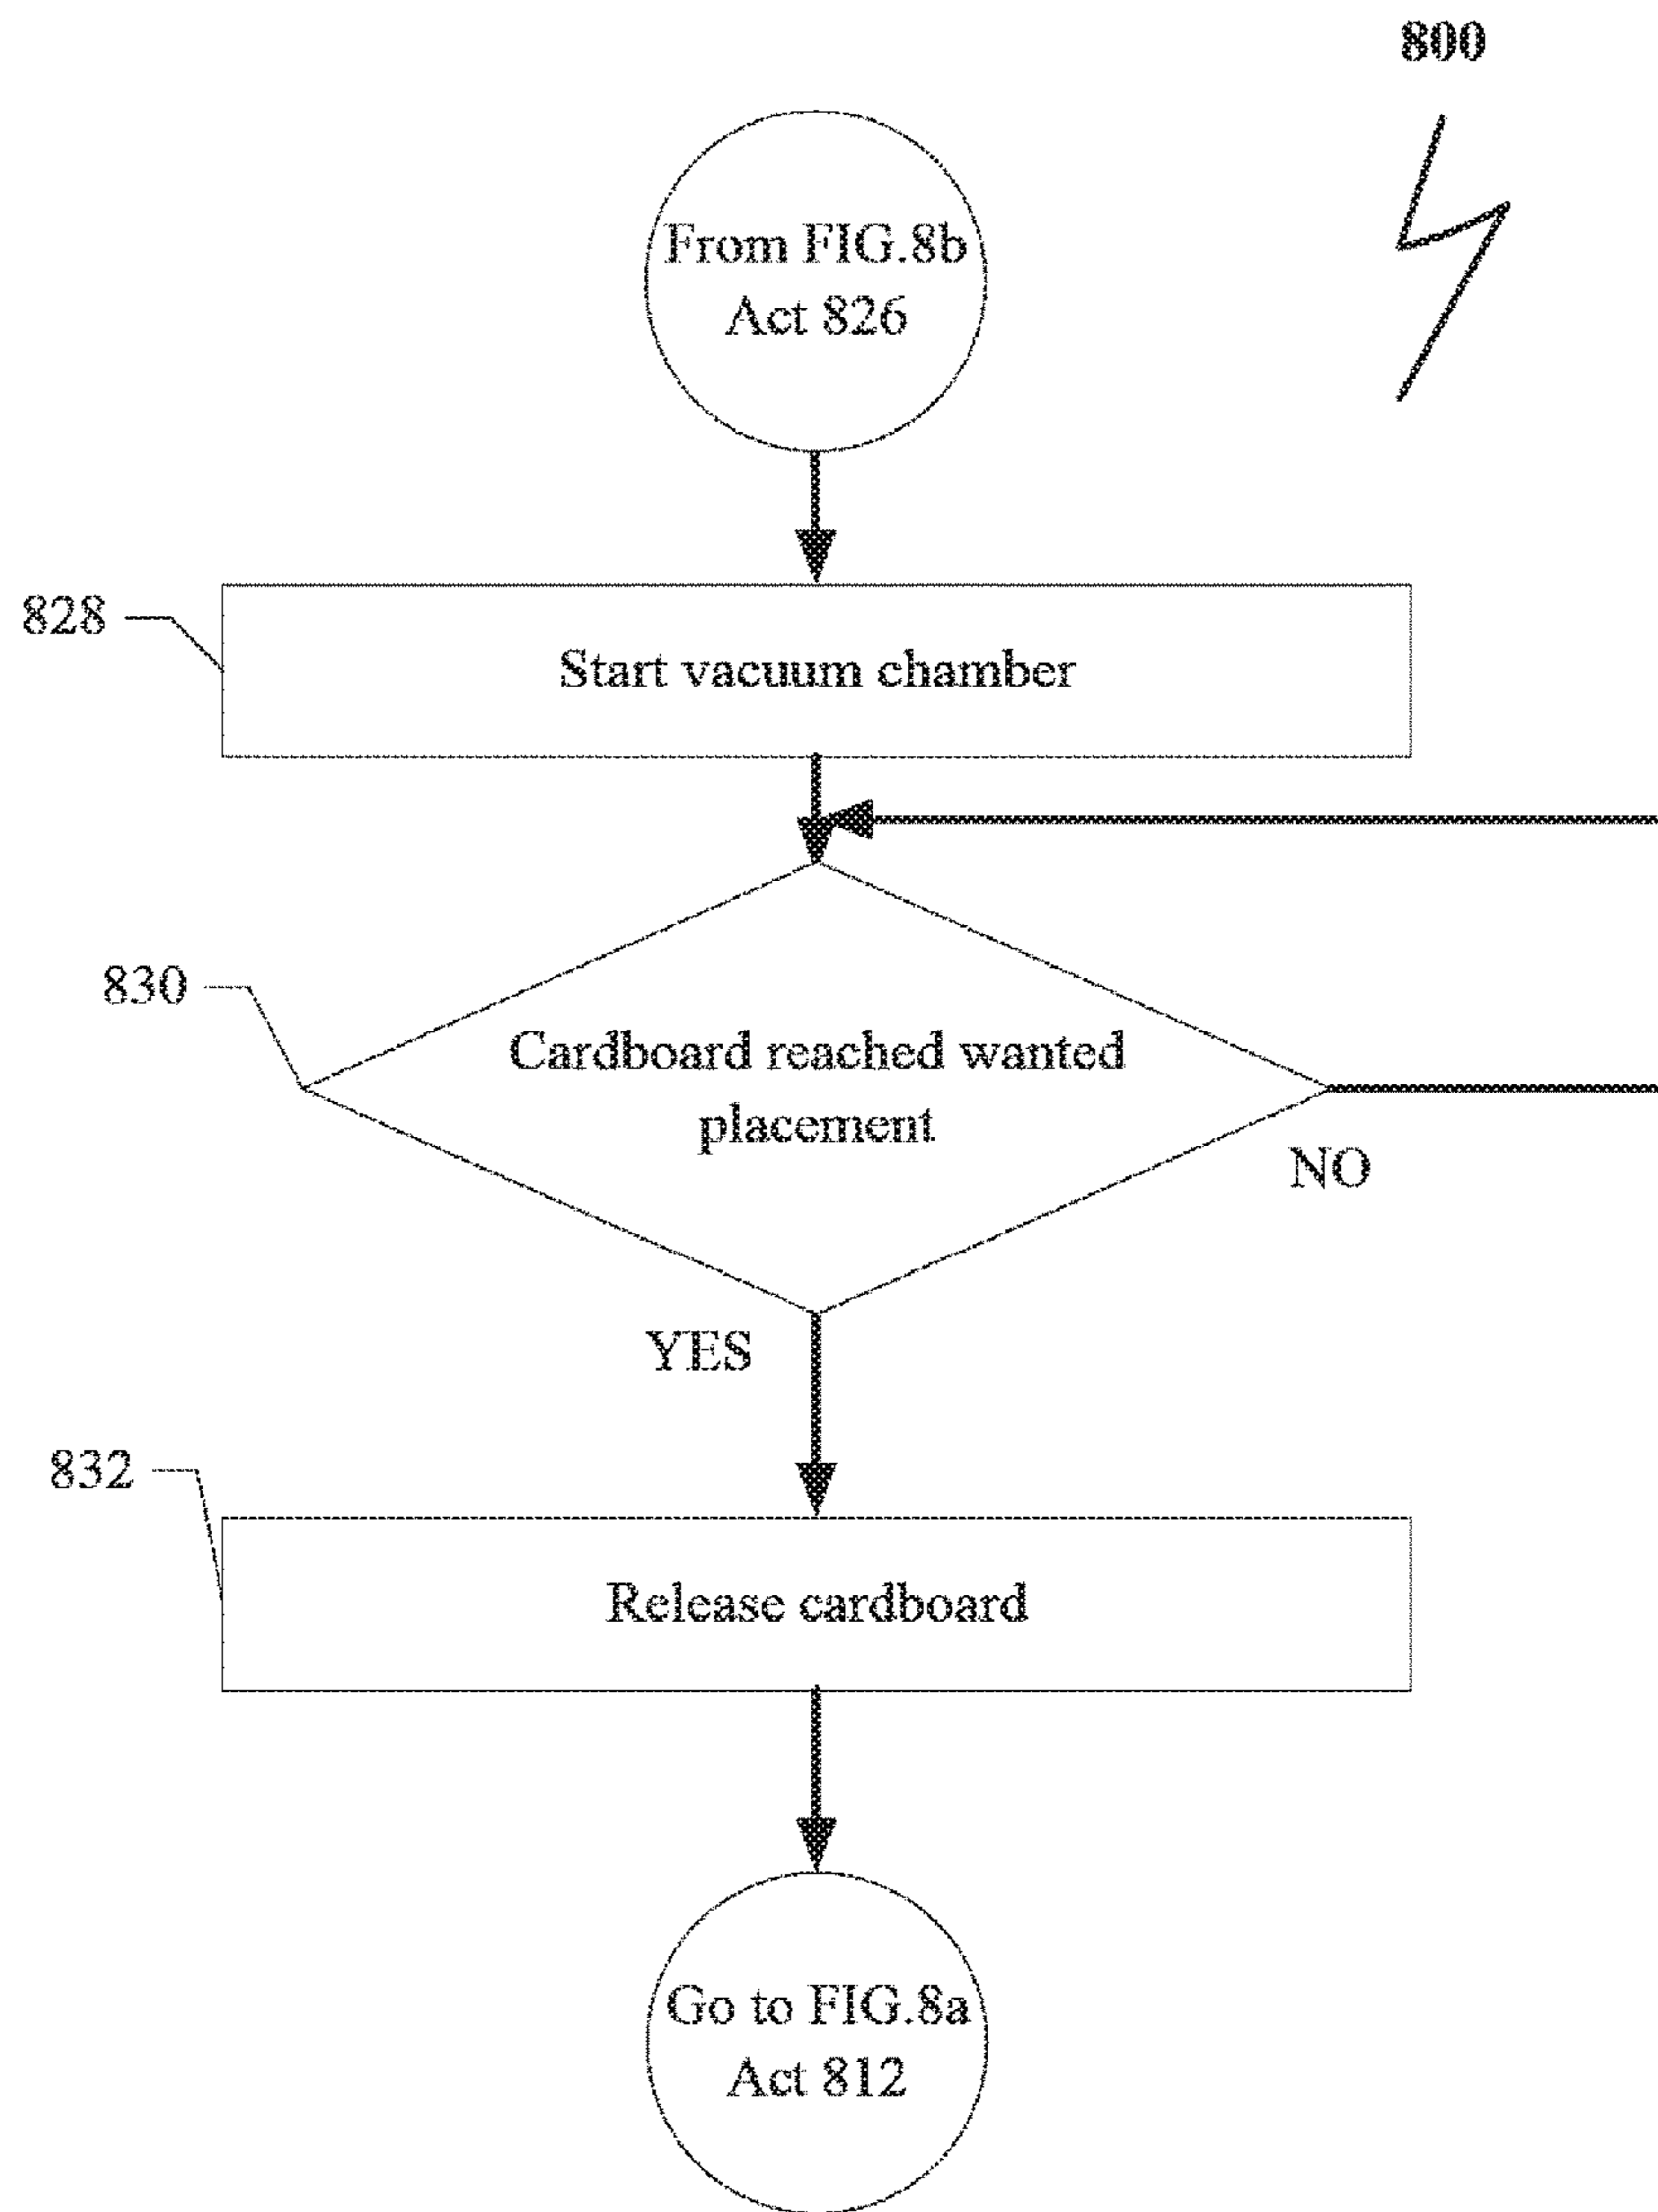 800
From FIG.8b
Act 826
828
Start vacuum chamber
830
Cardboard reached wanted
placement
NO
YES
832
Release cardboard
Go to FIG.8a
Act 812